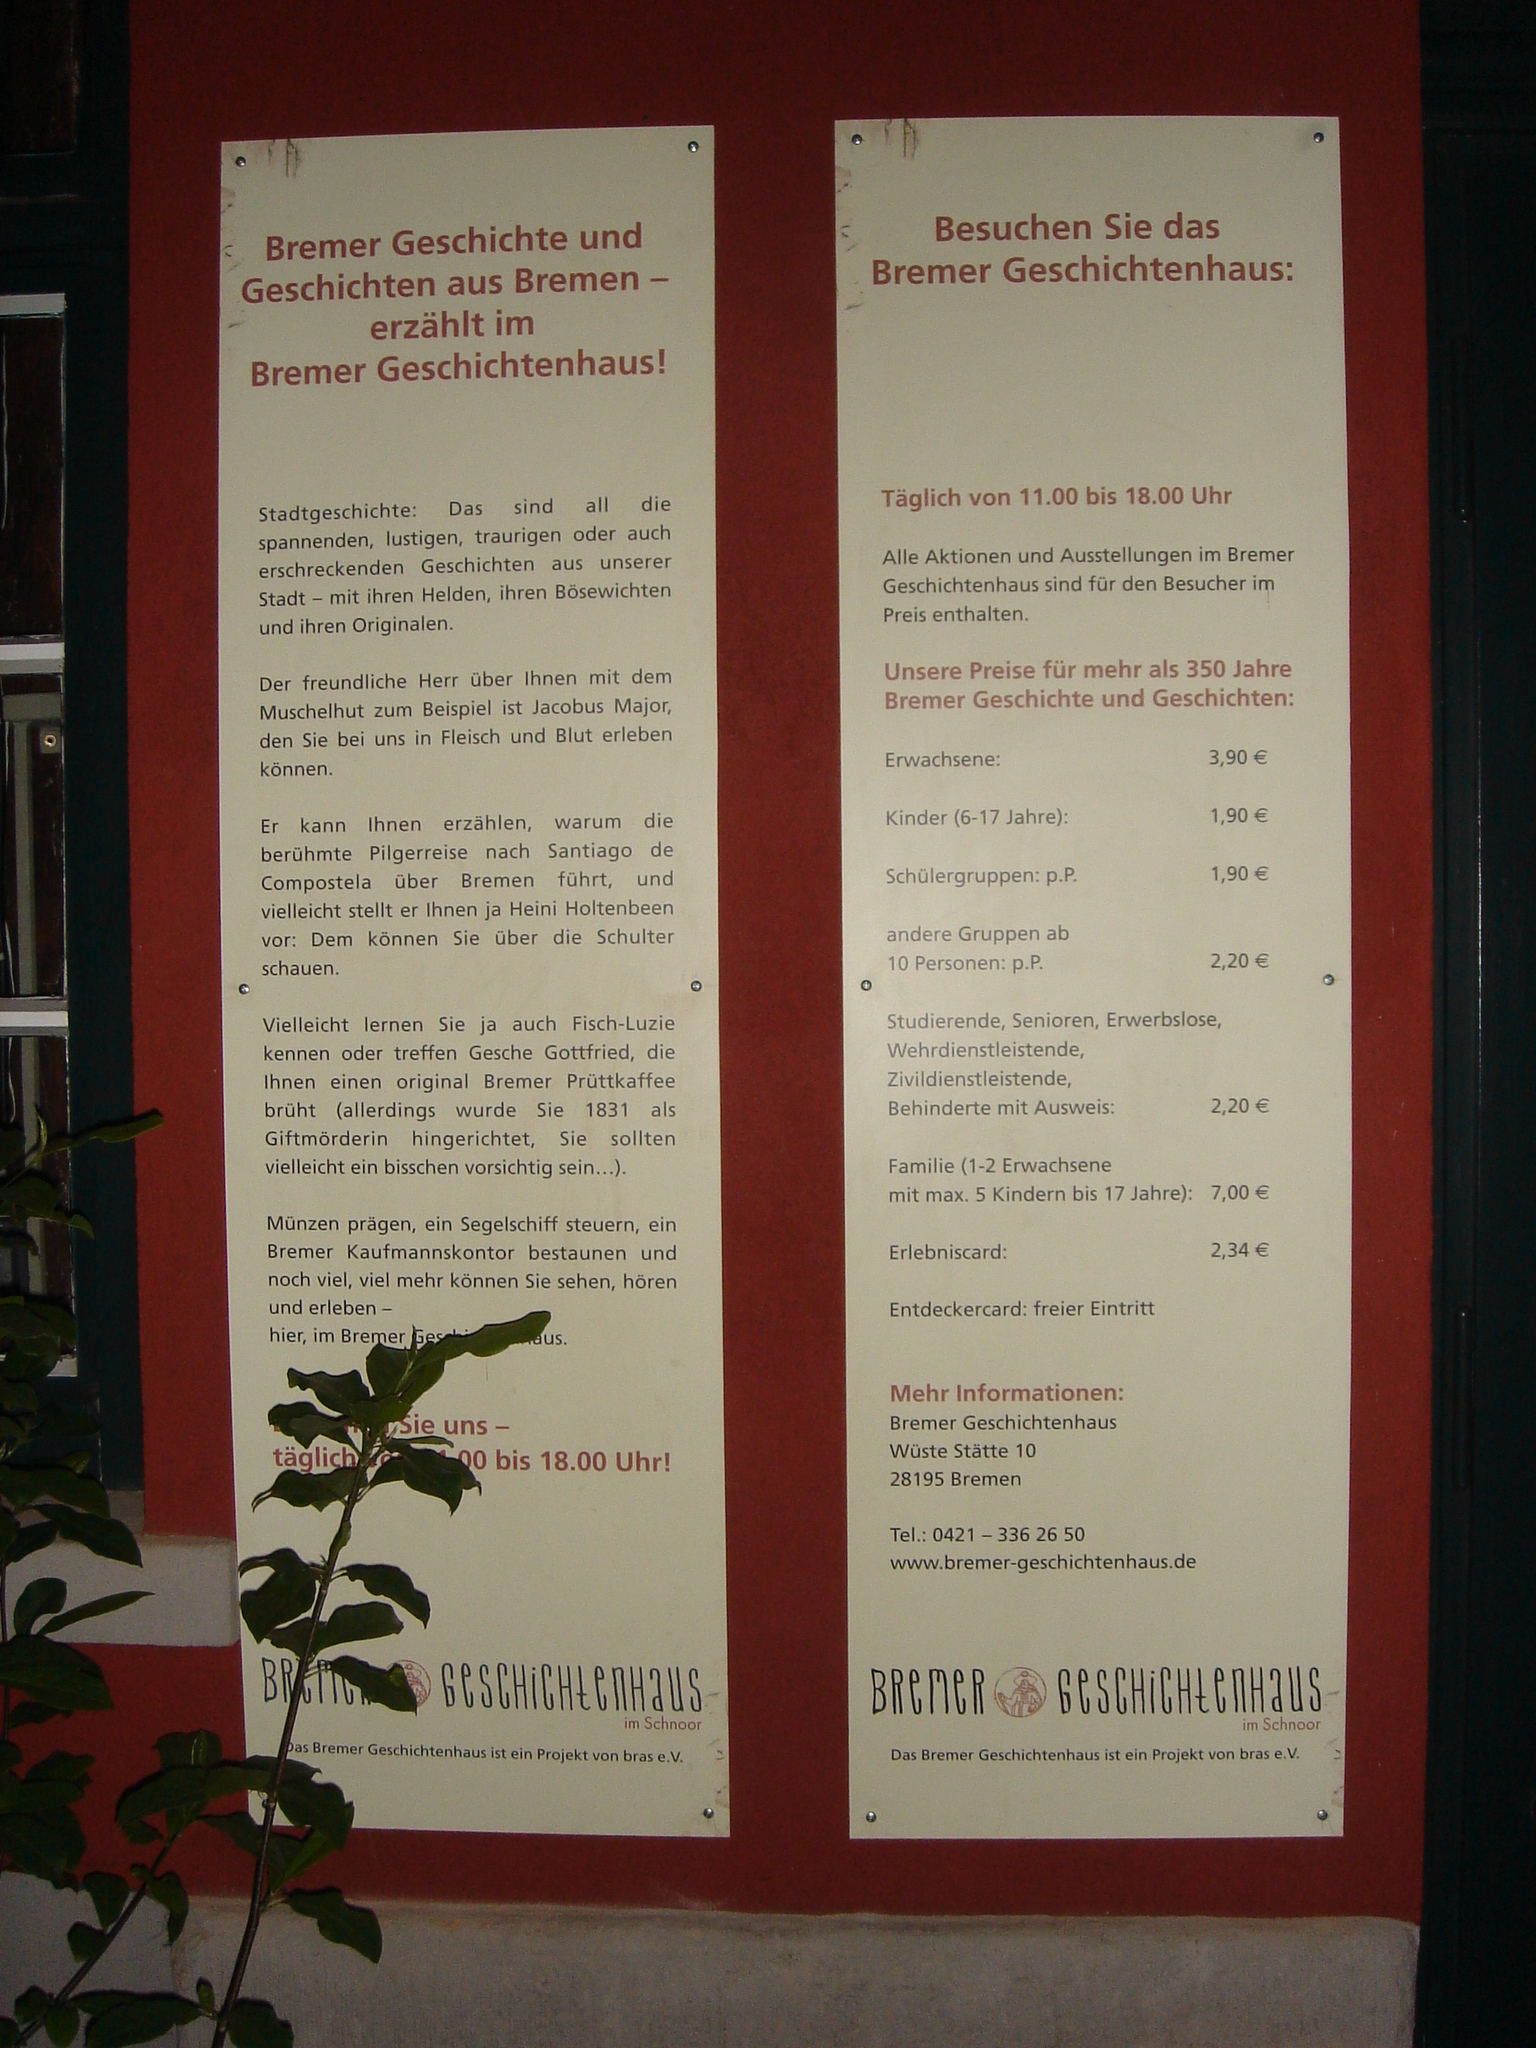 Bremer Geschichte und
Geschichten aus Bremen –
erzählt im
Bremer Geschichtenhaus!
Stadtgeschichte: Das sind all die
spannenden, lustigen, traurigen oder auch
erschreckenden Geschichten aus unserer
Stadt – mit ihren Helden, ihren Bösewichten
und ihren Originalen.
Der freundliche Herr über Ihnen mit dem
Muschelhut zum Beispiel ist Jacobus Major,
den Sie bei uns in Fleisch und Blut erleben
können.
Er kann Ihnen erzählen, warum die
berühmte Pilgerreise nach Santiago de
Compostela über Bremen führt, und
vielleicht stellt er Ihnen ja Heini Holtenbeen
vor: Dem können Sie über die Schulter
schauen.
Vielleicht lernen Sie ja auch Fisch-Luzie
kennen oder treffen Gesche Gottfried, die
Ihnen einen original Bremer Prüttkaffee
brüht (allerdings wurde Sie 1831 als
Giftmörderin hingerichtet, Sie sollten
vielleicht ein bisschen vorsichtig sein...).
Münzen prägen, ein Segelschiff steuern, ein
Bremer Kaufmannskontor bestaunen und
noch viel, viel mehr können Sie sehen, hören
und erleben –
hier, im Bremer
Sie uns –
täglich bis 18.00 Uhr!
BREMER GESCHICHTENHAUS
im Schnoor
Das Bremer Geschichtenhaus ist ein Projekt von bras e.V.
Besuchen Sie das
Bremer Geschichtenhaus:
Täglich von 11.00 bis 18.00 Uhr
Alle Aktionen und Ausstellungen im Bremer
Geschichtenhaus sind für den Besucher im
Preis enthalten.
Unsere Preise für mehr als 350 Jahre
Bremer Geschichte und Geschichten:
Erwachsene: 3,90 €
Kinder (6-17 Jahre): 1,90 €
Schülergruppen: p.P. 1,90 €
andere Gruppen ab
10 Personen: p.P. 2,20 €
Studierende, Senioren, Erwerbslose,
Wehrdienstleistende,
Zivildienstleistende,
Behinderte mit Ausweis: 2,20 €
Familie (1-2 Erwachsene
mit max. 5 Kindern bis 17 Jahre): 7,00 €
Erlebniscard: 2,34 €
Entdeckercard: freier Eintritt
Mehr Informationen:
Bremer Geschichtenhaus
Wüste Stätte 10
28195 Bremen
Tel.: 0421 – 336 26 50
www.bremer-geschichtenhaus.de
BREMER GESCHICHTENHAUS
im Schnoor
Das Bremer Geschichtenhaus ist ein Projekt von bras e.V.